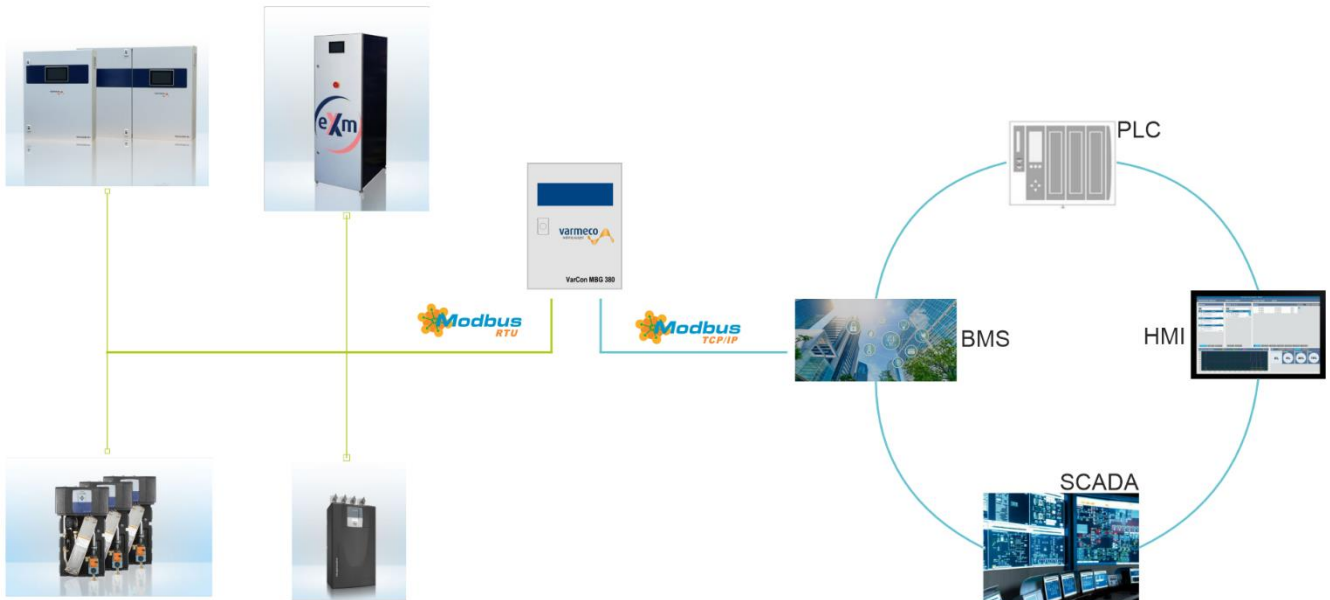 eXm
PLC
varmeco
VarCon MBG 380
Modbus
RTU
Modbus
TCP/IP
BMS
HMI
SCADA